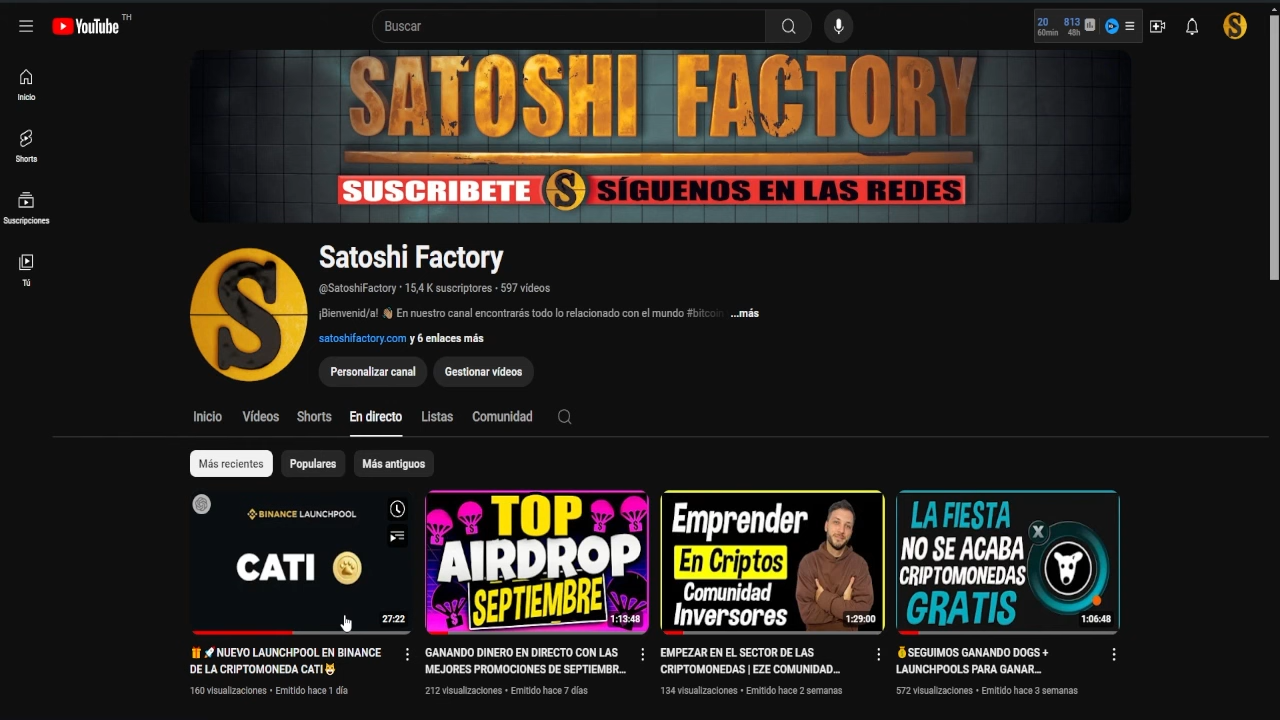 YouTube TH
Buscar
20
60min
813
48h
Inicio
Shorts
Suscripciones
Tú
SATOSHI FACTORY
SUSCRIBETE S SÍGUENOS EN LAS REDES
S
Satoshi Factory
@SatoshiFactory · 15,4 K suscriptores · 597 vídeos
¡Bienvenid/a! 👋🏽 En nuestro canal encontrarás todo lo relacionado con el mundo #bitcoin ...más
satoshifactory.com y 6 enlaces más
Personalizar canal
Gestionar vídeos
Inicio
Vídeos
Shorts
En directo
Listas
Comunidad
Más recientes
Populares
Más antiguos
BINANCE LAUNCHPOOL
CATI
27:22
🎁🚀NUEVO LAUNCHPOOL EN BINANCE
DE LA CRIPTOMONEDA CATI🐱
160 visualizaciones · Emitido hace 1 día
TOP
AIRDROP
SEPTIEMBRE
1:13:48
GANANDO DINERO EN DIRECTO CON LAS
MEJORES PROMOCIONES DE SEPTIEMBR...
212 visualizaciones · Emitido hace 7 días
Emprender
En Criptos
Comunidad
Inversores
1:29:00
EMPEZAR EN EL SECTOR DE LAS
CRIPTOMONEDAS | EZE COMUNIDAD...
134 visualizaciones · Emitido hace 2 semanas
LA FIESTA
NO SE ACABA
CRIPTOMONEDAS
GRATIS
X
1:06:48
💰SEGUIMOS GANANDO DOGS +
LAUNCHPOOLS PARA GANAR...
572 visualizaciones · Emitido hace 3 semanas